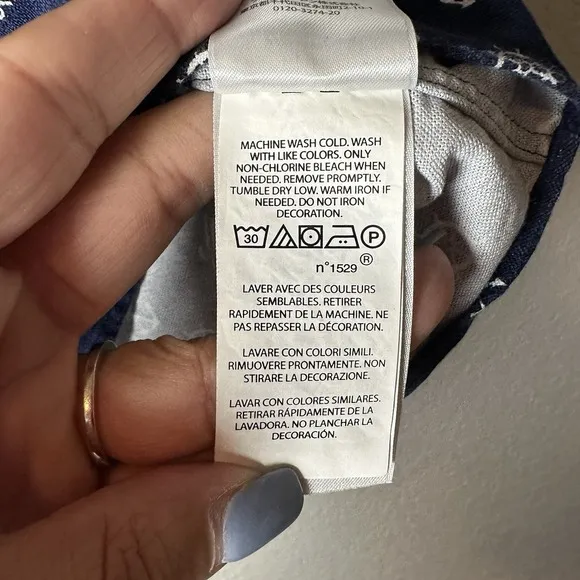 0120-3274-20
MACHINE WASH COLD. WASH
WITH LIKE COLORS. ONLY
NON-CHLORINE BLEACH WHEN
NEEDED. REMOVE PROMPTLY.
TUMBLE DRY LOW. WARM IRON IF
NEEDED. DO NOT IRON
DECORATION.
30 P
n°1529 ®
LAVER AVEC DES COULEURS
SEMBLABLES. RETIRER
RAPIDEMENT DE LA MACHINE. NE
PAS REPASSER LA DÉCORATION.
LAVARE CON COLORI SIMILI.
RIMUOVERE PRONTAMENTE. NON
STIRARE LA DECORAZIONE.
LAVAR CON COLORES SIMILARES.
RETIRAR RÁPIDAMENTE DE LA
LAVADORA. NO PLANCHAR LA
DECORACIÓN.